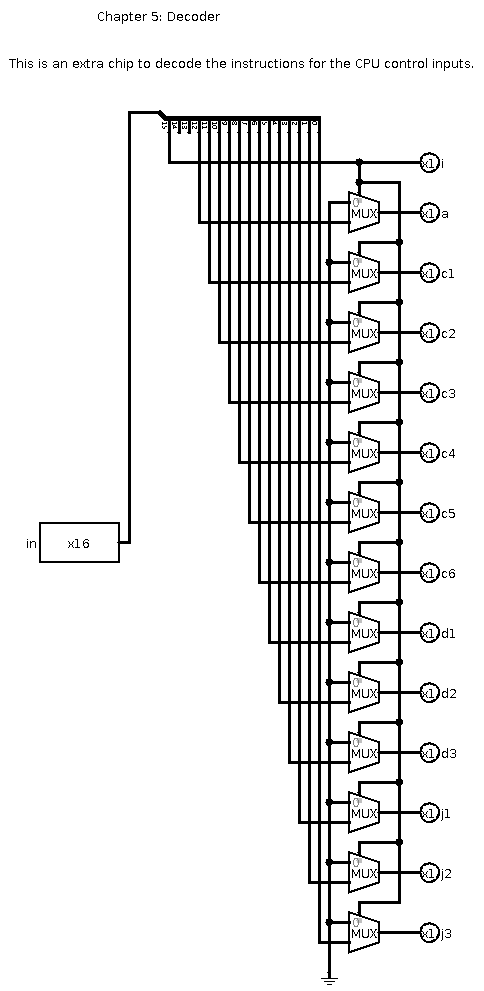 Chapter 5: Decoder
This is an extra chip to decode the instructions for the CPU control inputs.
15 14 13 12 11 10 9 8 7 6 5 4 3 2 1 0
x1 i
0 MUX x1 a
0 MUX x1 c1
0 MUX x1 c2
0 MUX x1 c3
0 MUX x1 c4
0 MUX x1 c5
in x16
0 MUX x1 c6
0 MUX x1 d1
0 MUX x1 d2
0 MUX x1 d3
0 MUX x1 j1
0 MUX x1 j2
0 MUX x1 j3